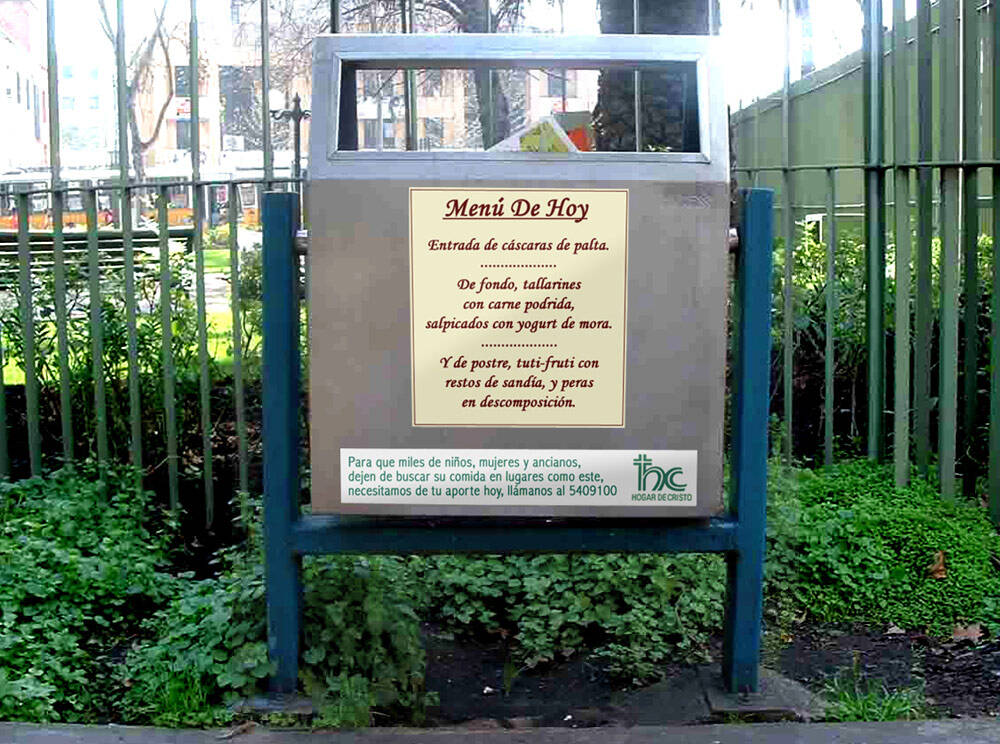 Menú De Hoy
Entrada de cáscaras de palta.
...................
De fondo, tallarines
con carne podrida,
salpicados con yogurt de mora.
...................
Y de postre, tuti-fruti con
restos de sandía, y peras
en descomposición.
Para que miles de niños, mujeres y ancianos,
dejen de buscar su comida en lugares como este,
necesitamos de tu aporte hoy, llámanos al 5409100
hc
HOGAR DE CRISTO